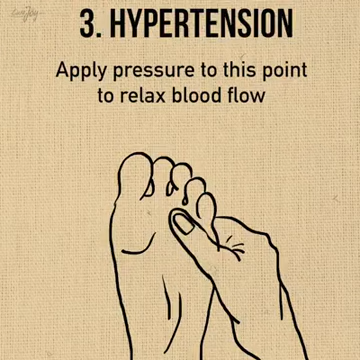 3. HYPERTENSION
Apply pressure to this point
to relax blood flow